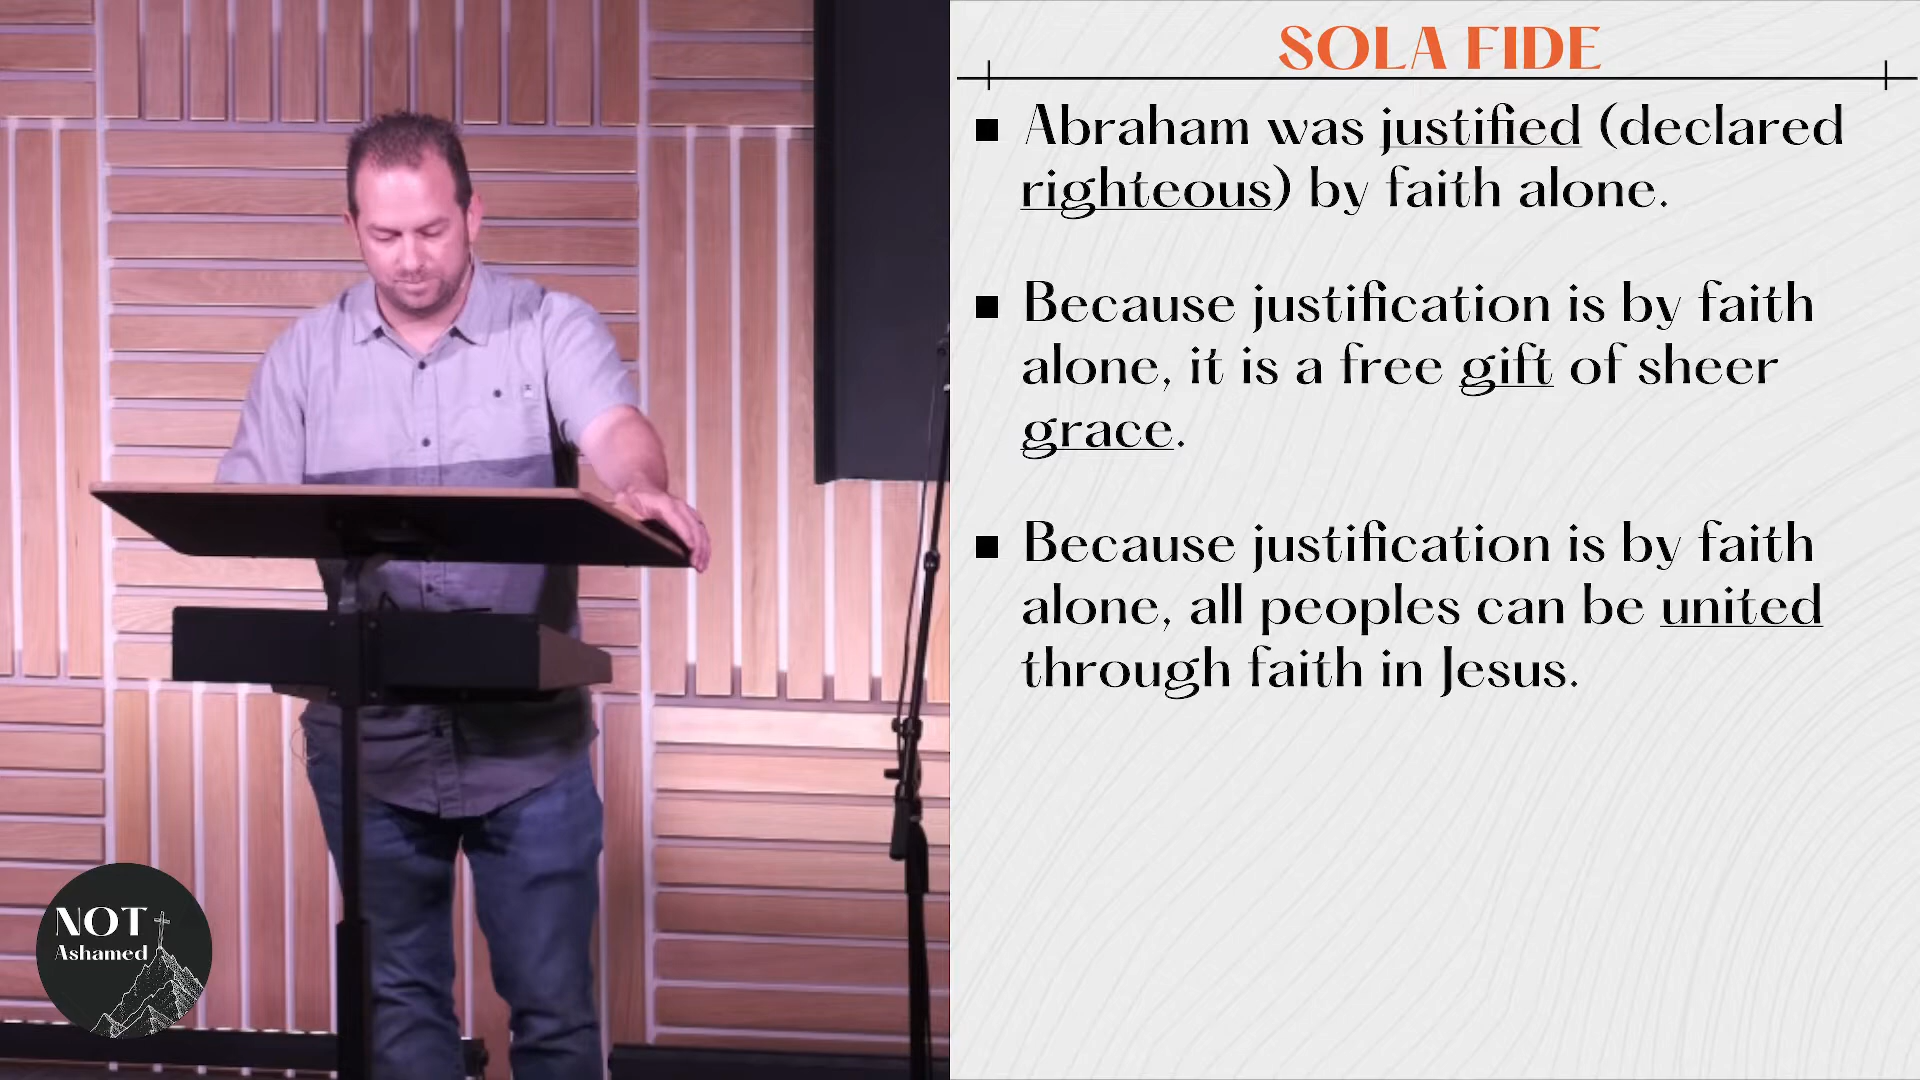 SOLA FIDE
■ Abraham was justified (declared
righteous) by faith alone.
■ Because justification is by faith
alone, it is a free gift of sheer
grace.
■ Because justification is by faith
alone, all peoples can be united
through faith in Jesus.
NOT
Ashamed